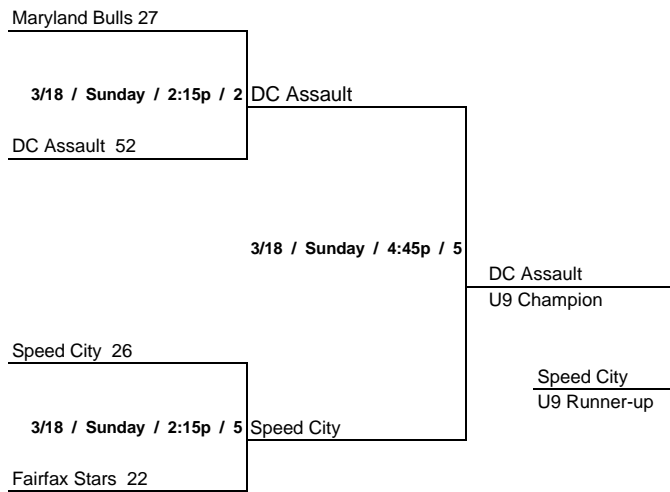 Maryland Bulls 27
3/18 / Sunday / 2:15p / 2
DC Assault
DC Assault 52
3/18 / Sunday / 4:45p / 5
DC Assault
U9 Champion
Speed City 26
Speed City
U9 Runner-up
3/18 / Sunday / 2:15p / 5
Speed City
Fairfax Stars 22